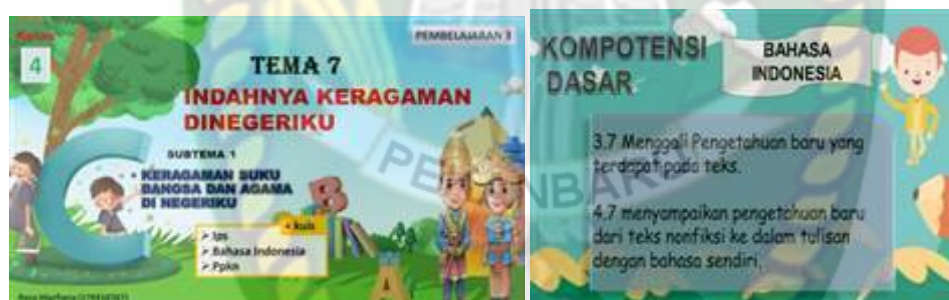 Kelas
4
PEMBELAJARAN 3
TEMA 7
INDAHNYA KERAGAMAN
DINEGERIKU
SUBTEMA 1
• KERAGAMAN SUKU
BANGSA DAN AGAMA
DI NEGERIKU
• kuis
➢ Ips
➢ Bahasa Indonesia
➢ Ppkn
KOMPOTENSI
DASAR
BAHASA
INDONESIA
3.7 Menggali Pengetahuan baru yang
terdapat pada teks.
4.7 menyampaikan pengetahuan baru
dari teks nonfiksi ke dalam tulisan
dengan bahasa sendiri.